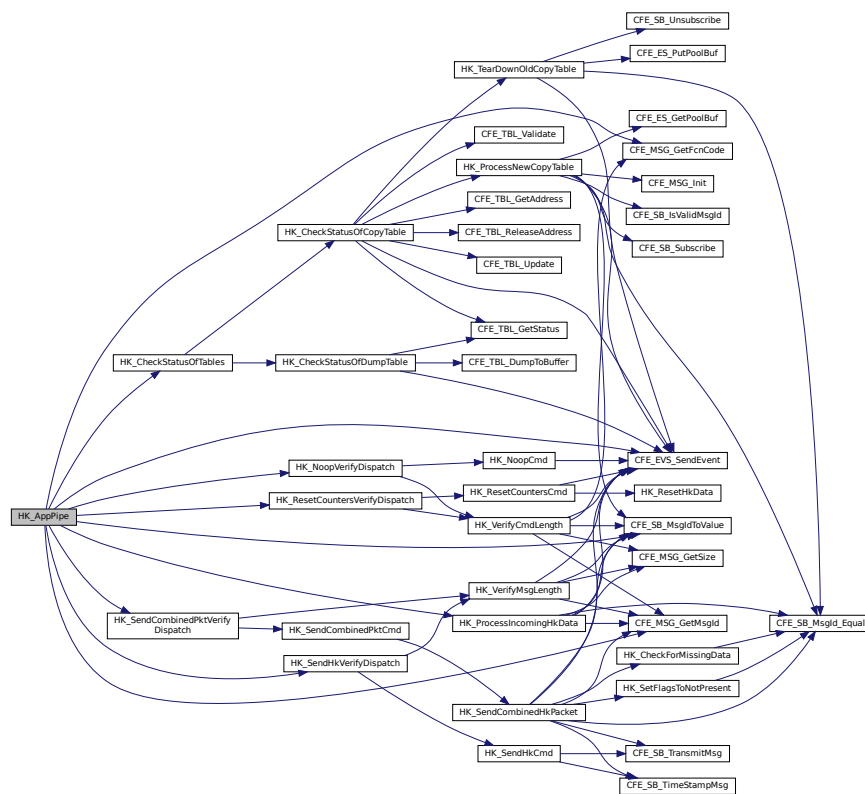 CFE_SB_Unsubscribe
CFE_ES_PutPoolBuf
HK_TearDownOldCopyTable
CFE_ES_GetPoolBuf
CFE_TBL_Validate
CFE_MSG_GetFcnCode
HK_ProcessNewCopyTable
CFE_MSG_Init
CFE_TBL_GetAddress
CFE_SB_IsValidMsgId
HK_CheckStatusOfCopyTable
CFE_TBL_ReleaseAddress
CFE_SB_Subscribe
CFE_TBL_Update
CFE_TBL_GetStatus
HK_CheckStatusOfTables
HK_CheckStatusOfDumpTable
CFE_TBL_DumpToBuffer
HK_NoopVerifyDispatch
HK_NoopCmd
CFE_EVS_SendEvent
HK_ResetCountersVerifyDispatch
HK_ResetCountersCmd
HK_ResetHkData
HK_AppPipe
HK_VerifyCmdLength
CFE_SB_MsgIdToValue
CFE_MSG_GetSize
HK_VerifyMsgLength
HK_SendCombinedPktVerify
Dispatch
HK_SendCombinedPktCmd
HK_ProcessIncomingHkData
CFE_MSG_GetMsgId
CFE_SB_MsgId_Equal
HK_SendHkVerifyDispatch
HK_CheckForMissingData
HK_SetFlagsToNotPresent
HK_SendCombinedHkPacket
HK_SendHkCmd
CFE_SB_TransmitMsg
CFE_SB_TimeStampMsg